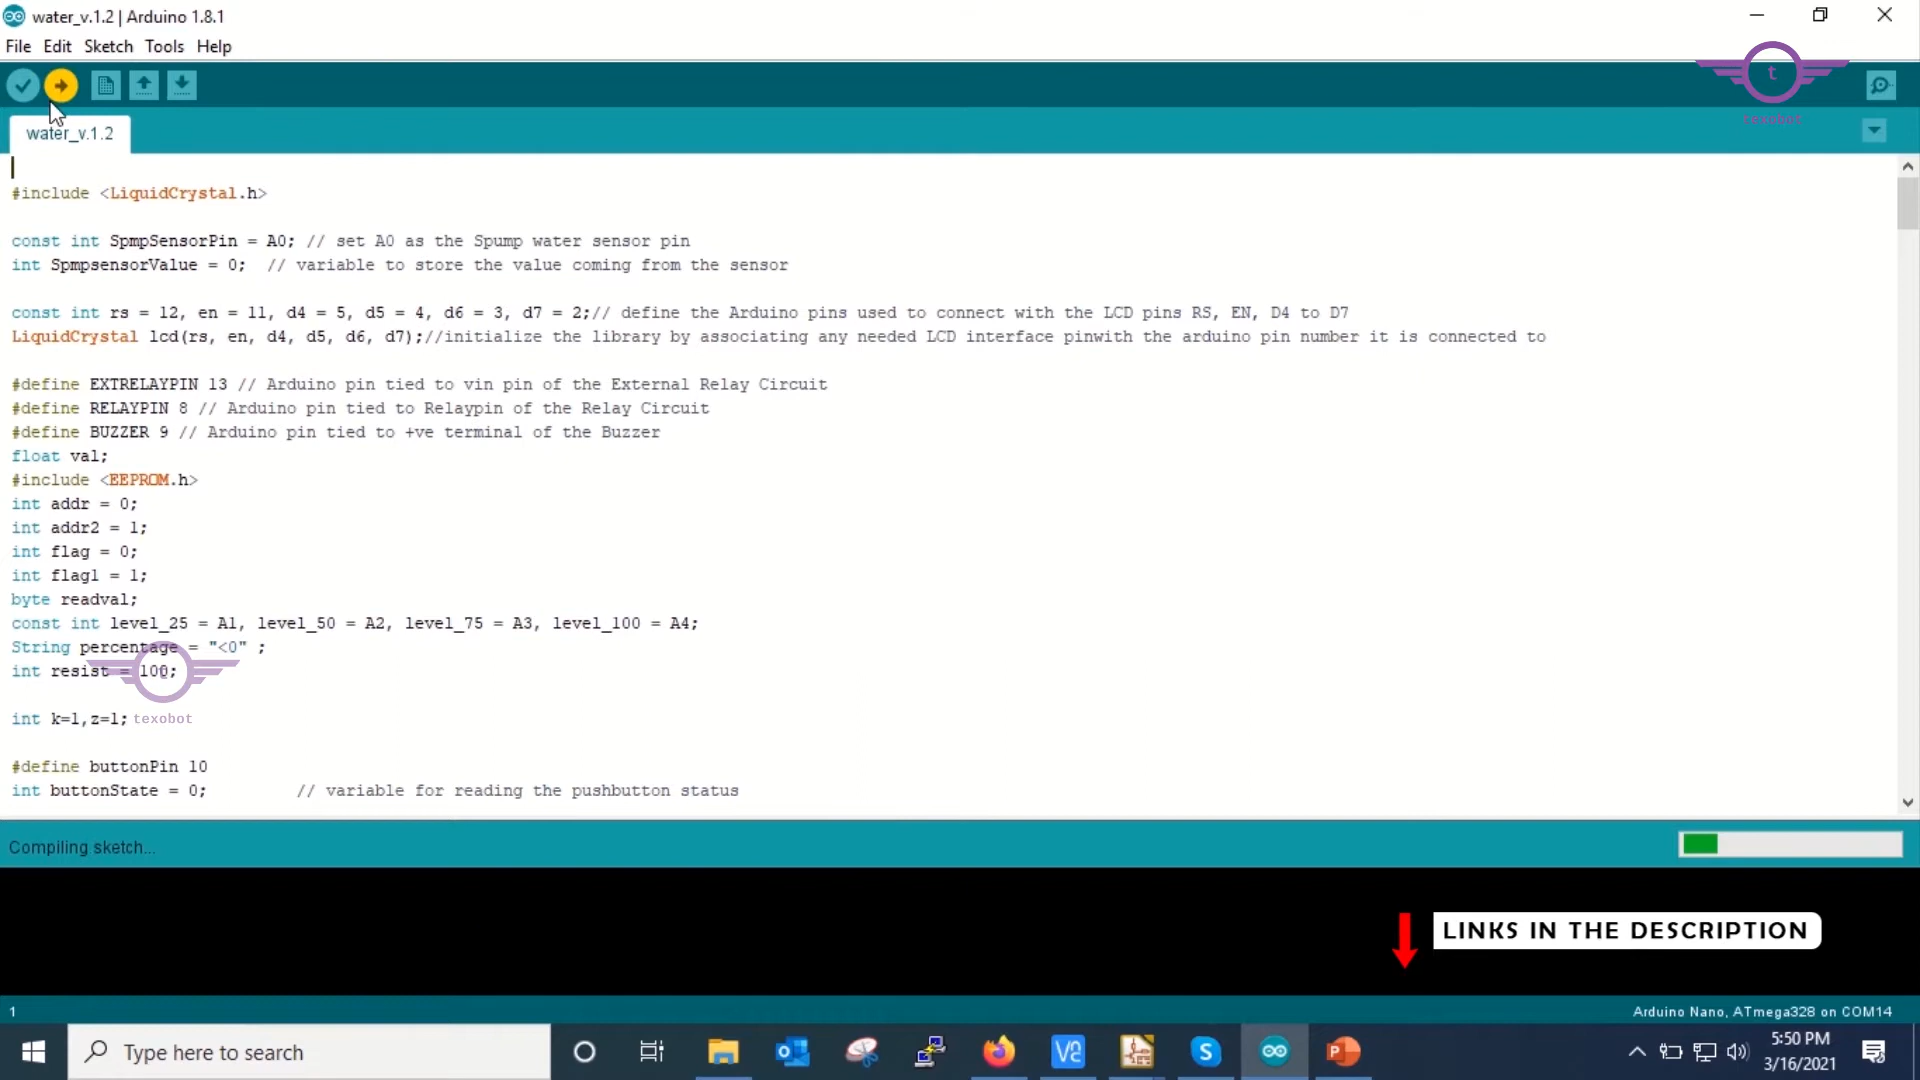 water_v.1.2 | Arduino 1.8.1
File Edit Sketch Tools Help
t
texobot
water_v.1.2
#include <LiquidCrystal.h>
const int SpmpSensorPin = A0; // set A0 as the Spump water sensor pin
int SpmpsensorValue = 0;  // variable to store the value coming from the sensor
const int rs = 12, en = 11, d4 = 5, d5 = 4, d6 = 3, d7 = 2;// define the Arduino pins used to connect with the LCD pins RS, EN, D4 to D7
LiquidCrystal lcd(rs, en, d4, d5, d6, d7);//initialize the library by associating any needed LCD interface pinwith the arduino pin number it is connected to
#define EXTRELAYPIN 13 // Arduino pin tied to vin pin of the External Relay Circuit
#define RELAYPIN 8 // Arduino pin tied to Relaypin of the Relay Circuit
#define BUZZER 9 // Arduino pin tied to +ve terminal of the Buzzer
float val;
#include <EEPROM.h>
int addr = 0;
int addr2 = 1;
int flag = 0;
int flag1 = 1;
byte readval;
const int level_25 = A1, level_50 = A2, level_75 = A3, level_100 = A4;
String percentage = "<0" ;
int resist = 100;
int k=1,z=1;
texobot
#define buttonPin 10
int buttonState = 0;         // variable for reading the pushbutton status
Compiling sketch...
LINKS IN THE DESCRIPTION
1
Arduino Nano, ATmega328 on COM14
Type here to search
5:50 PM
3/16/2021